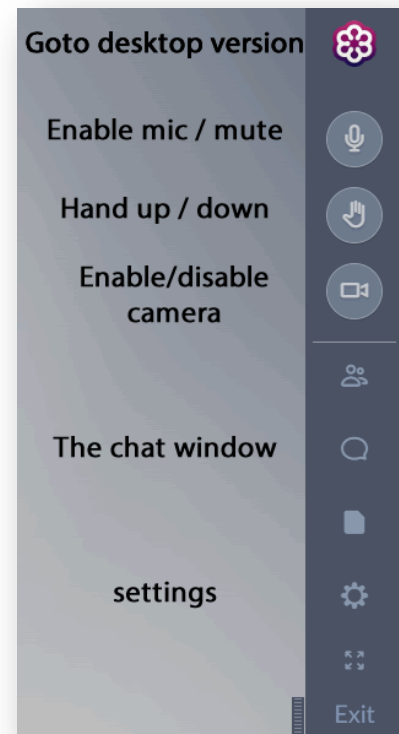 Goto desktop version
Enable mic / mute
Hand up / down
Enable/disable
camera
The chat window
settings
Exit